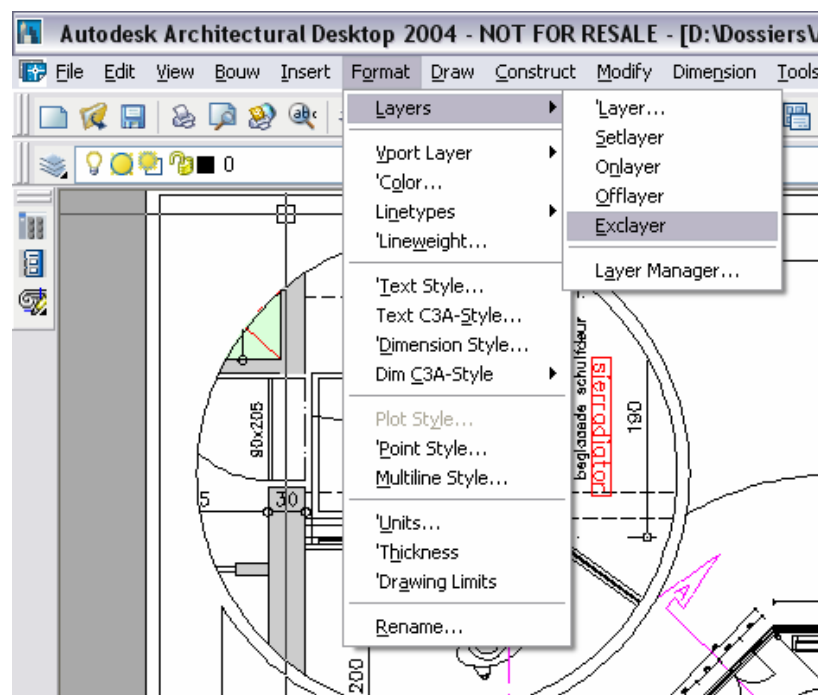 Autodesk Architectural Desktop 2004 - NOT FOR RESALE - [D:\Dossiers\
File Edit View Bouw Insert Format Draw Construct Modify Dimension Tools
Layers
'Layer...
Setlayer
Onlayer
Offlayer
Exclayer
Layer Manager...
0
Vport Layer
'Color...
Linetypes
'Lineweight...
'Text Style...
Text C3A-Style...
'Dimension Style...
Dim C3A-Style
Plot Style...
'Point Style...
Multiline Style...
'Units...
'Thickness
'Drawing Limits
Rename...
90x205
5
30
beglaasde schuifdeur
sierradiator
190
A
200